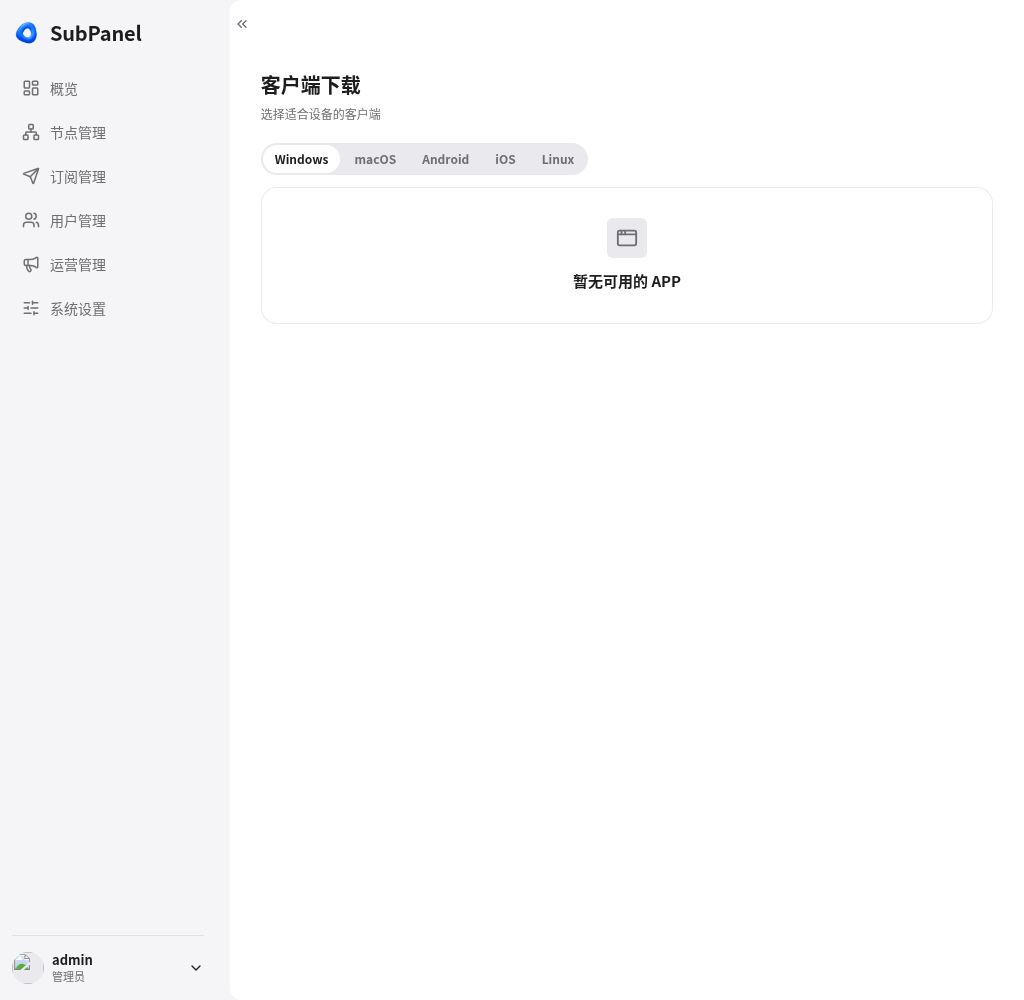 SubPanel
概览
节点管理
订阅管理
用户管理
运营管理
系统设置
admin
管理员
客户端下载
选择适合设备的客户端
Windows macOS Android iOS Linux
暂无可用的 APP